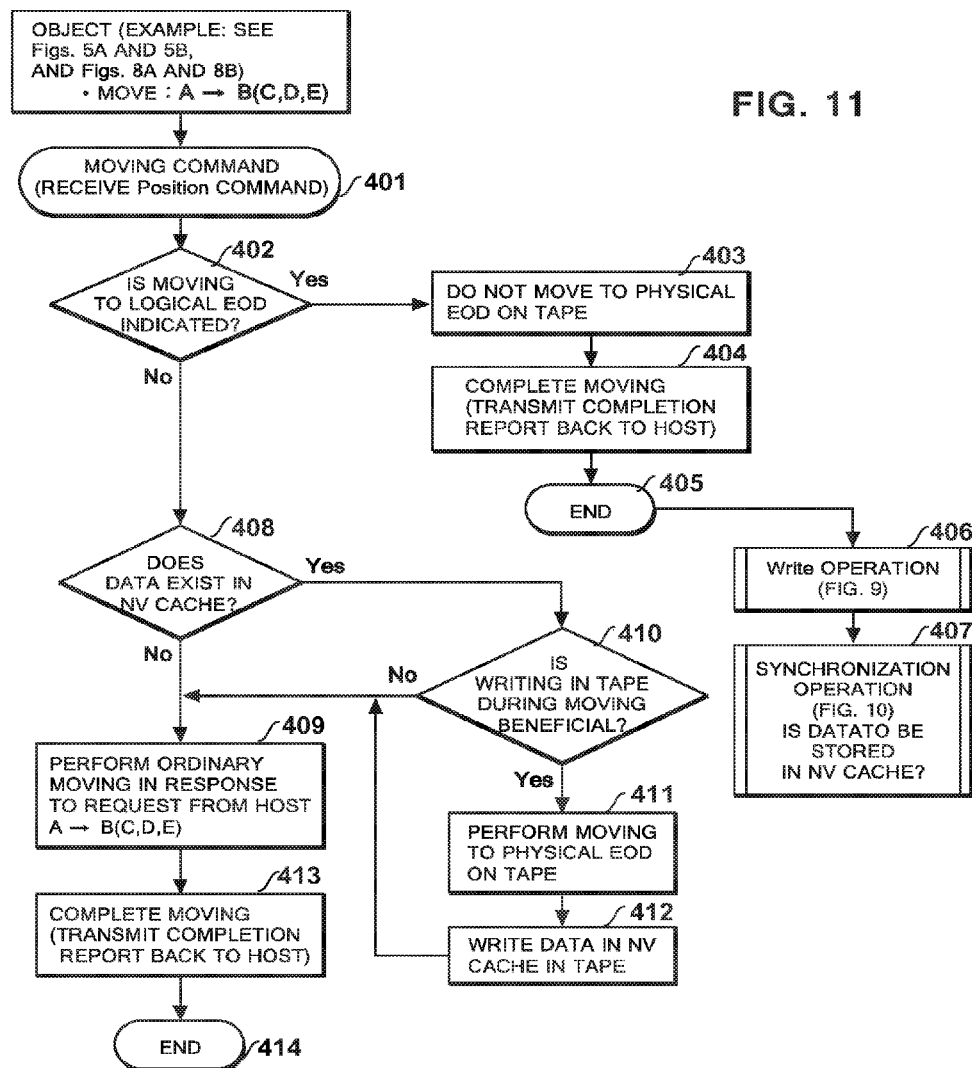 OBJECT (EXAMPLE: SEE
Figs. 5A AND 5B,
AND Figs. 8A AND 8B)
• MOVE : A → B(C,D,E)
FIG. 11
MOVING COMMAND
(RECEIVE Position COMMAND)
401
402
IS MOVING
TO LOGICAL EOD
INDICATED?
Yes
No
403
DO NOT MOVE TO PHYSICAL
EOD ON TAPE
404
COMPLETE MOVING
(TRANSMIT COMPLETION
REPORT BACK TO HOST)
405
END
406
Write OPERATION
(FIG. 9)
407
SYNCHRONIZATION
OPERATION
(FIG. 10)
IS DATATO BE
STORED
IN NV CACHE?
408
DOES
DATA EXIST IN
NV CACHE?
Yes
No
410
IS
WRITING IN TAPE
DURING MOVING
BENEFICIAL?
No
Yes
409
PERFORM ORDINARY
MOVING IN RESPONSE
TO REQUEST FROM HOST
A → B(C,D,E)
411
PERFORM MOVING
TO PHYSICAL EOD
ON TAPE
412
WRITE DATA IN NV
CACHE IN TAPE
413
COMPLETE MOVING
(TRANSMIT COMPLETION
REPORT BACK TO HOST)
END
414